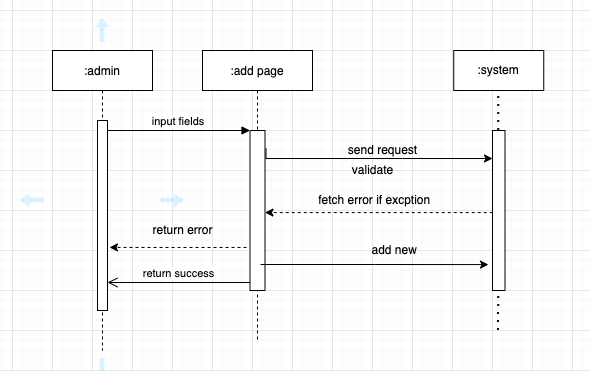 :admin
:add page
:system
input fields
send request
validate
fetch error if excption
return error
add new
return success